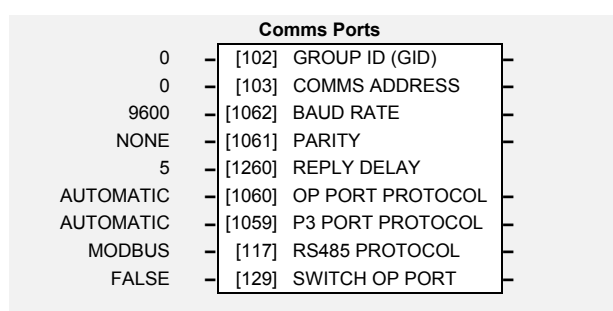 Comms Ports
0 – [102] GROUP ID (GID) –
0 – [103] COMMS ADDRESS –
9600 – [1062] BAUD RATE –
NONE – [1061] PARITY –
5 – [1260] REPLY DELAY –
AUTOMATIC – [1060] OP PORT PROTOCOL –
AUTOMATIC – [1059] P3 PORT PROTOCOL –
MODBUS – [117] RS485 PROTOCOL –
FALSE – [129] SWITCH OP PORT –